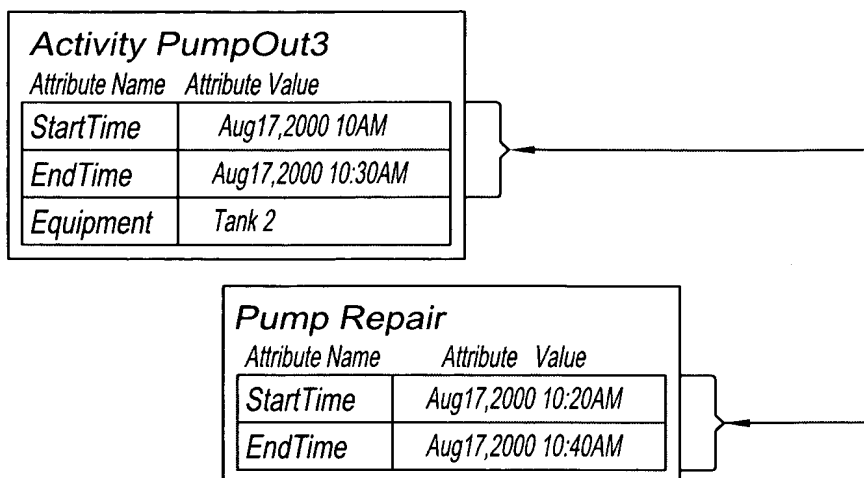 Activity PumpOut3
Attribute Name Attribute Value
StartTime Aug17,2000 10AM
EndTime Aug17,2000 10:30AM
Equipment Tank 2
Pump Repair
Attribute Name Attribute Value
StartTime Aug17,2000 10:20AM
EndTime Aug17,2000 10:40AM